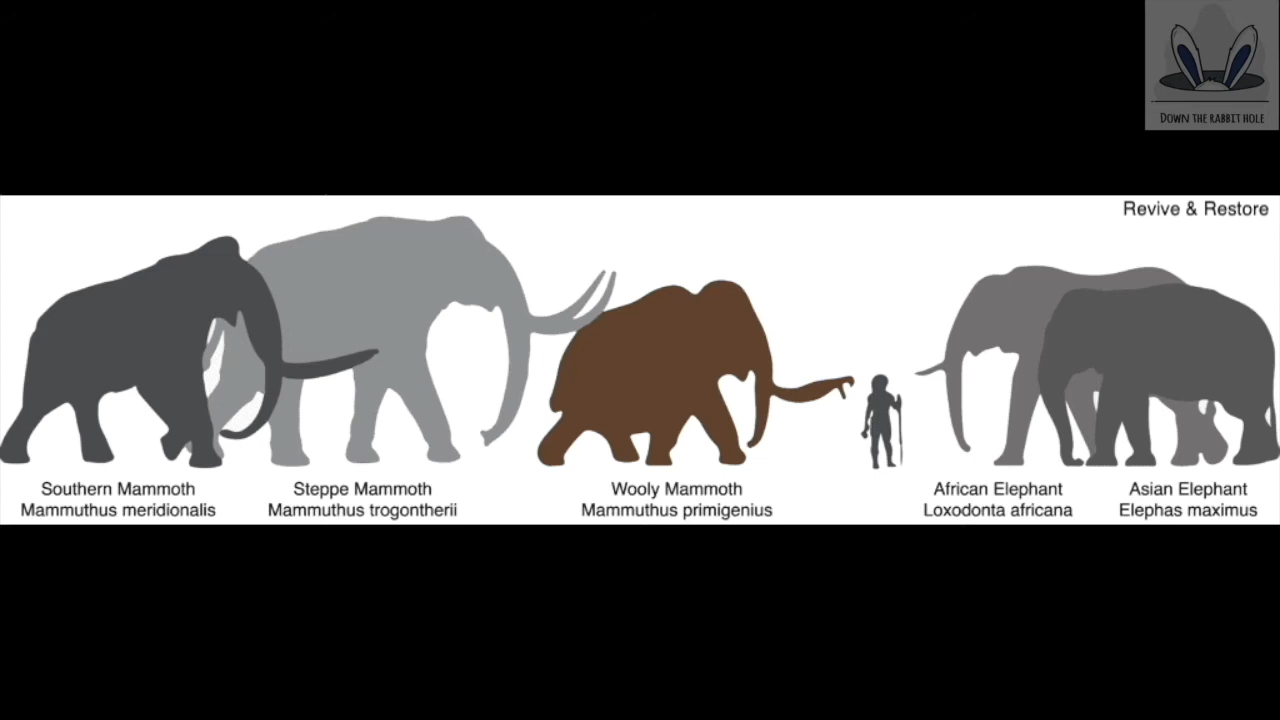 DOWN THE RABBIT HOLE
Revive & Restore
Southern Mammoth
Mammuthus meridionalis
Steppe Mammoth
Mammuthus trogontherii
Wooly Mammoth
Mammuthus primigenius
African Elephant
Loxodonta africana
Asian Elephant
Elephas maximus